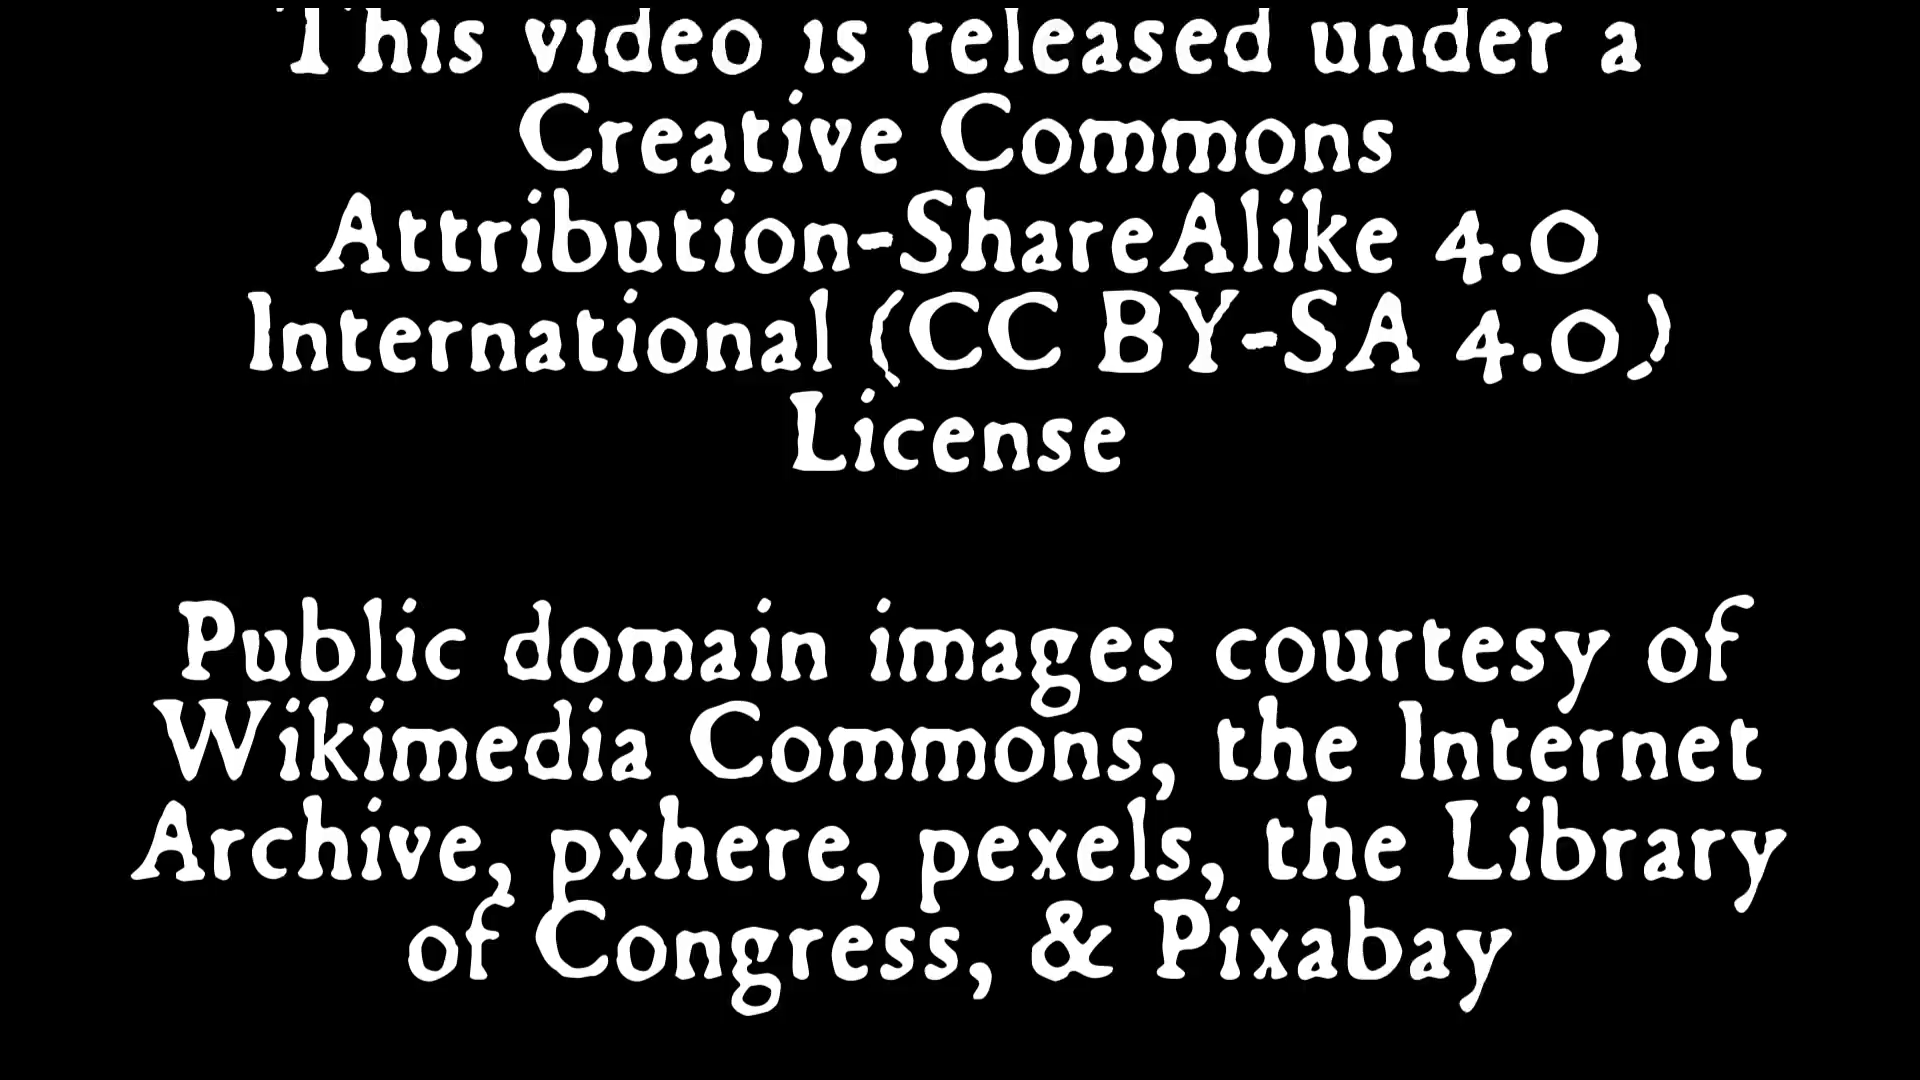 This video is released under a
Creative Commons
Attribution-ShareAlike 4.0
International (CC BY-SA 4.0)
License
Public domain images courtesy of
Wikimedia Commons, the Internet
Archive, pxhere, pexels, the Library
of Congress, & Pixabay